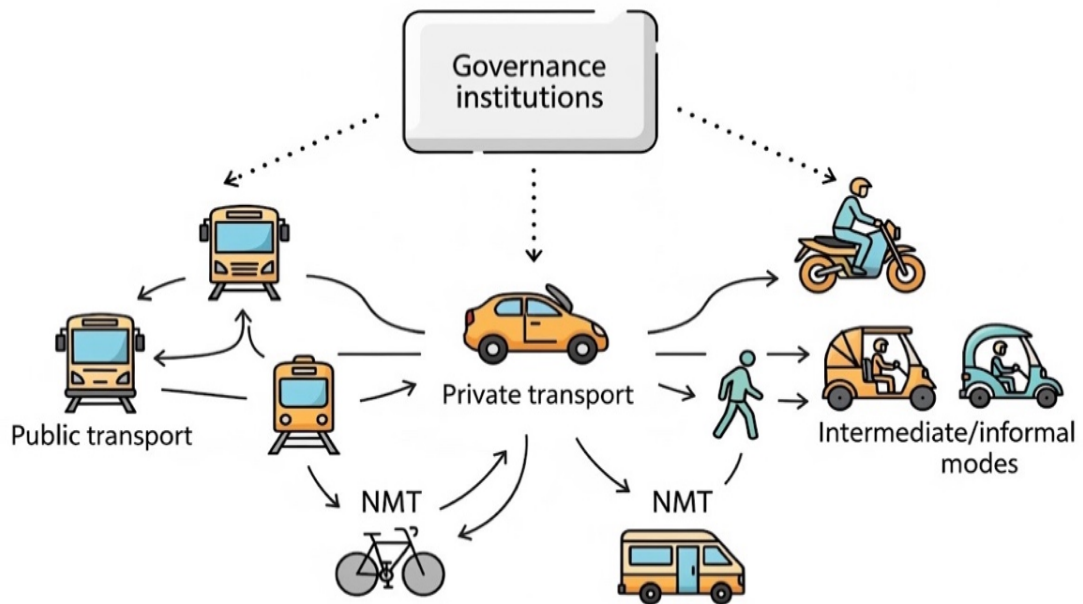 Governance
institutions
Private transport
Public transport
Intermediate/informal
modes
NMT
NMT